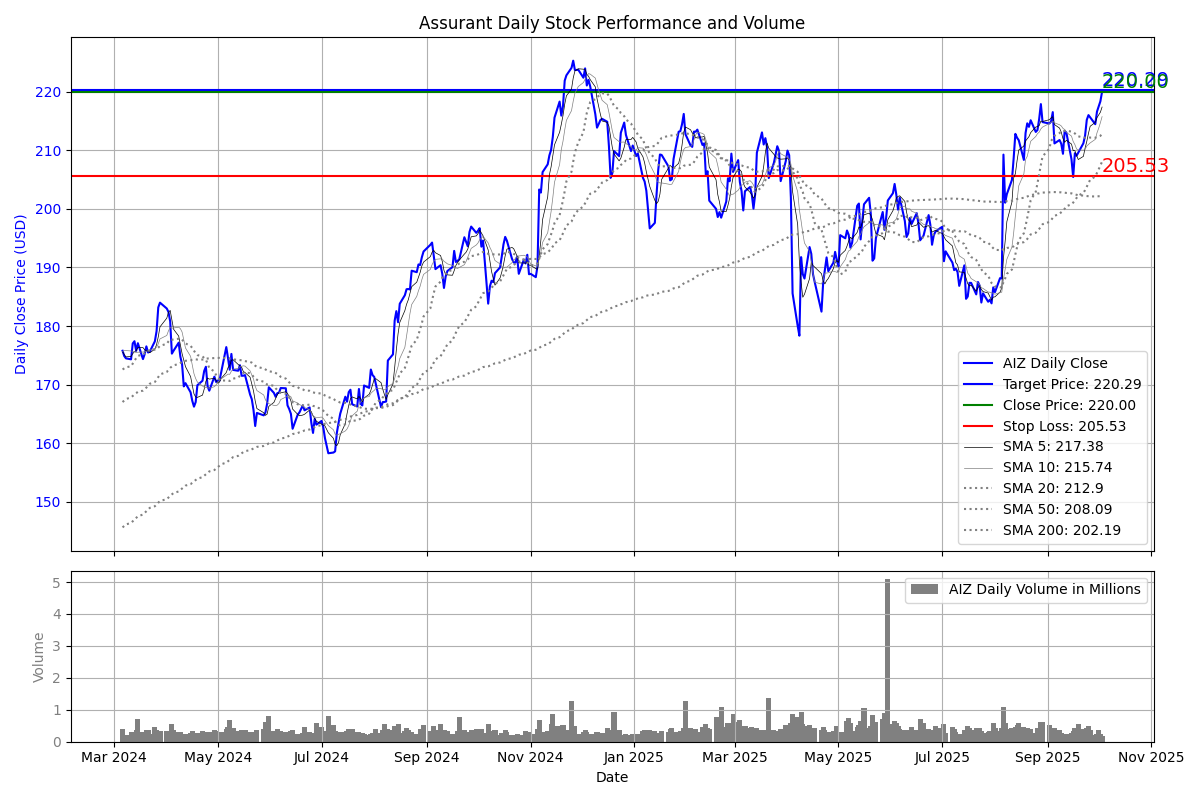 Assurant Daily Stock Performance and Volume
Daily Close Price (USD)
220
210
200
190
180
170
160
150
220.29
220.00
205.53
AIZ Daily Close
Target Price: 220.29
Close Price: 220.00
Stop Loss: 205.53
SMA 5: 217.38
SMA 10: 215.74
SMA 20: 212.9
SMA 50: 208.09
SMA 200: 202.19
Volume
5
4
3
2
1
0
AIZ Daily Volume in Millions
Mar 2024
May 2024
Jul 2024
Sep 2024
Nov 2024
Jan 2025
Mar 2025
May 2025
Jul 2025
Sep 2025
Nov 2025
Date